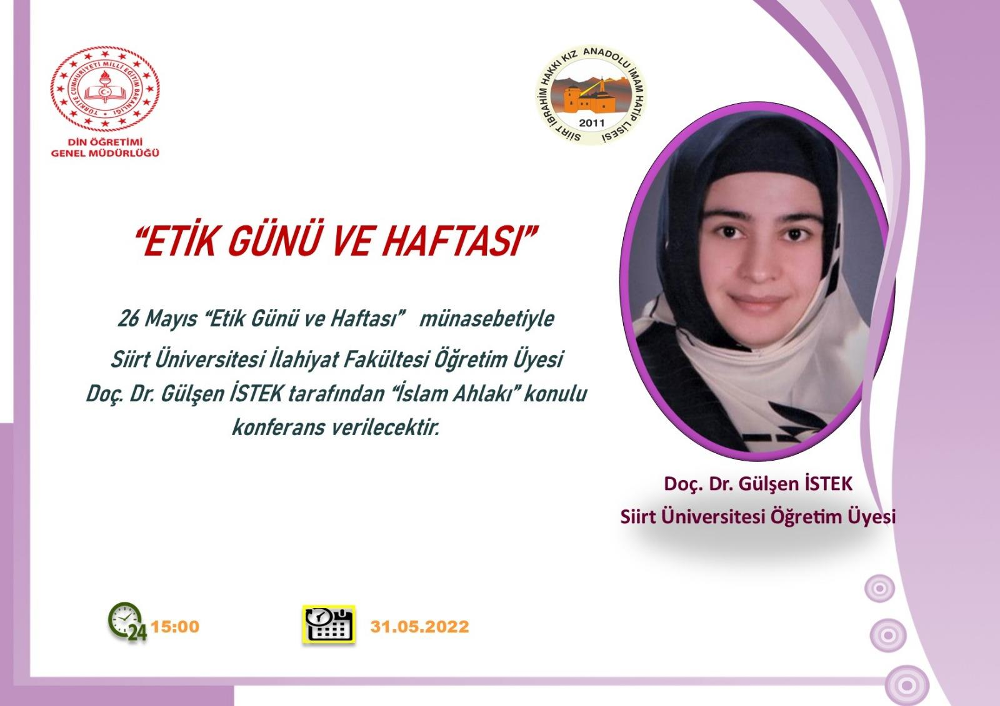 TÜRKİYE CUMHURİYETİ MİLLÎ EĞİTİM BAKANLIĞI
DİN ÖĞRETİMİ
GENEL MÜDÜRLÜĞÜ
SİİRT İBRAHİM HAKKI KIZ ANADOLU İMAM HATİP LİSESİ
2011
“ETİK GÜNÜ VE HAFTASI”
26 Mayıs “Etik Günü ve Haftası” münasebetiyle
Siirt Üniversitesi İlahiyat Fakültesi Öğretim Üyesi
Doç. Dr. Gülşen İSTEK tarafından “İslam Ahlakı” konulu
konferans verilecektir.
Doç. Dr. Gülşen İSTEK
Siirt Üniversitesi Öğretim Üyesi
24 15:00
31.05.2022